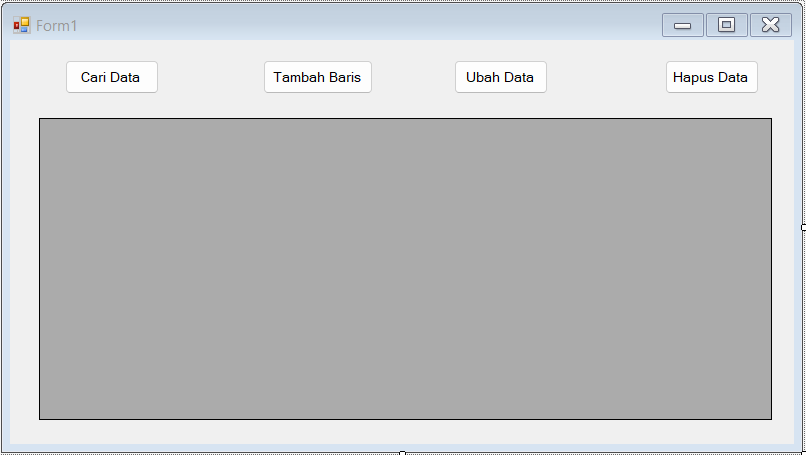 Form1
Cari Data
Tambah Baris
Ubah Data
Hapus Data